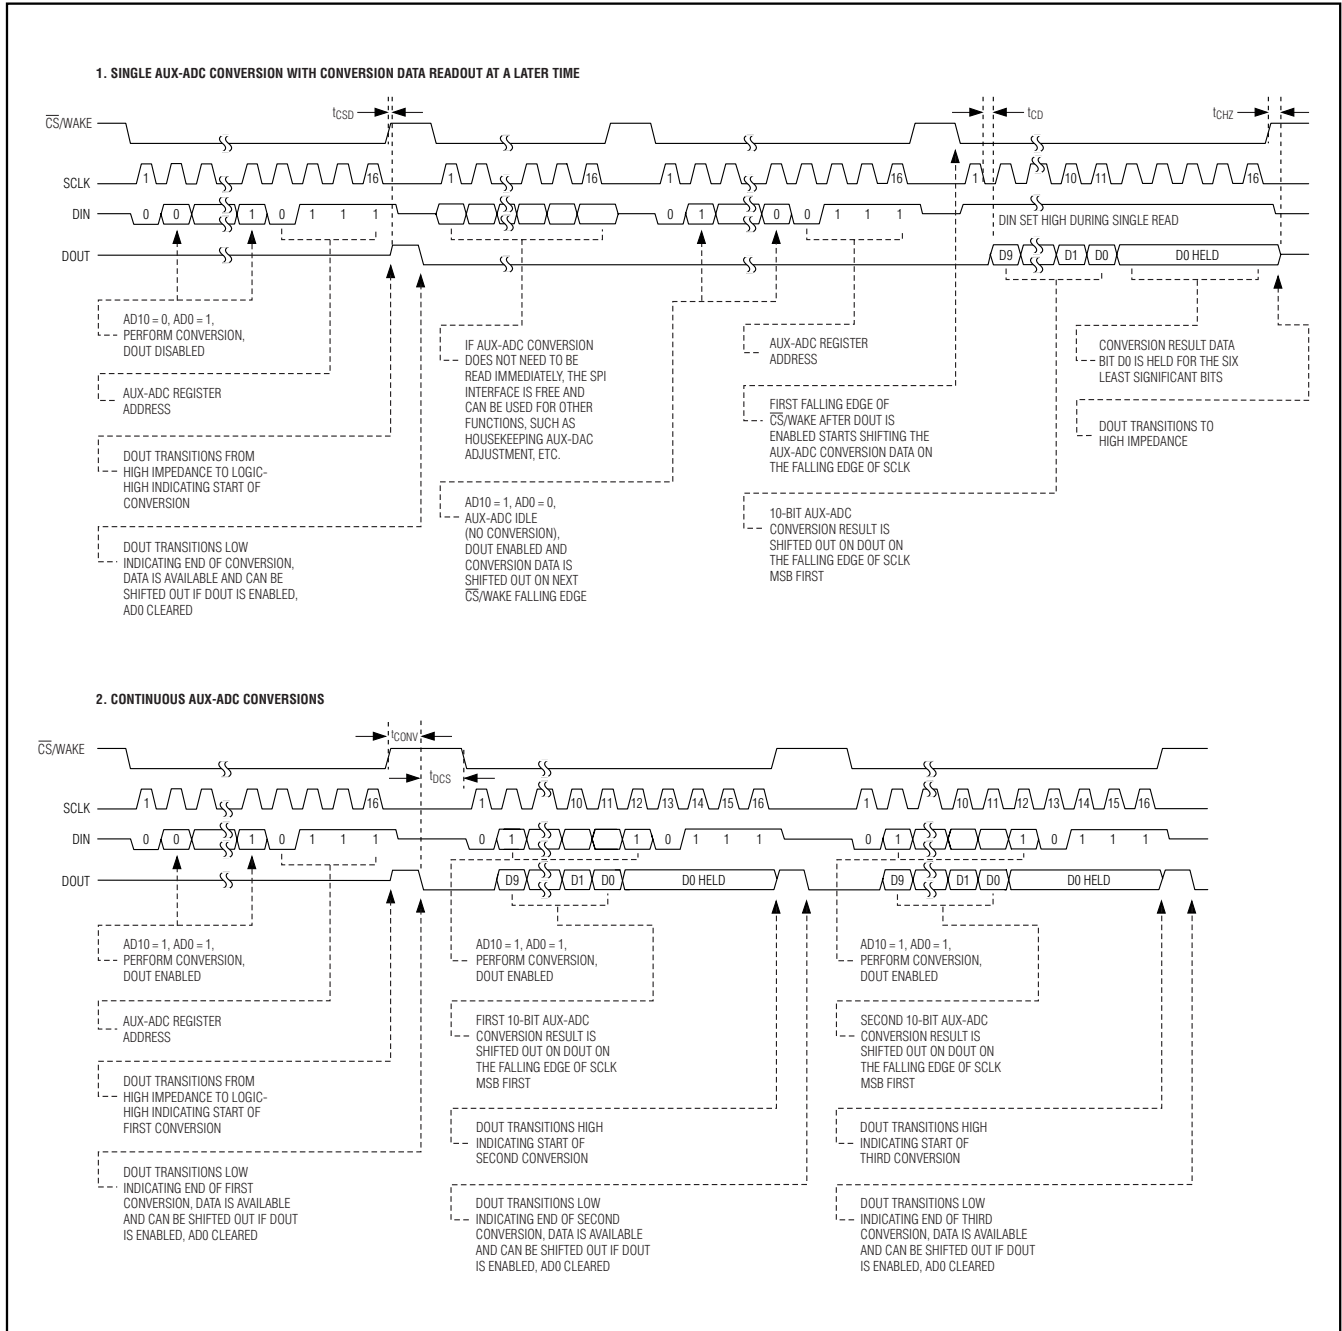 1. SINGLE AUX-ADC CONVERSION WITH CONVERSION DATA READOUT AT A LATER TIME
tCSD
tCD
tCHZ
CS/WAKE
SCLK
1
16
1
16
1
16
1
10
11
16
DIN
0
0
1
0
1
1
1
0
1
0
0
1
1
1
DIN SET HIGH DURING SINGLE READ
DOUT
D9
D1
D0
D0 HELD
AD10 = 0, AD0 = 1,
PERFORM CONVERSION,
DOUT DISABLED
AUX-ADC REGISTER
ADDRESS
DOUT TRANSITIONS FROM
HIGH IMPEDANCE TO LOGIC-
HIGH INDICATING START OF
CONVERSION
DOUT TRANSITIONS LOW
INDICATING END OF CONVERSION,
DATA IS AVAILABLE AND CAN BE
SHIFTED OUT IF DOUT IS ENABLED,
AD0 CLEARED
IF AUX-ADC CONVERSION
DOES NOT NEED TO BE
READ IMMEDIATELY, THE SPI
INTERFACE IS FREE AND
CAN BE USED FOR OTHER
FUNCTIONS, SUCH AS
HOUSEKEEPING AUX-DAC
ADJUSTMENT, ETC.
AD10 = 1, AD0 = 0,
AUX-ADC IDLE
(NO CONVERSION),
DOUT ENABLED AND
CONVERSION DATA IS
SHIFTED OUT ON NEXT
CS/WAKE FALLING EDGE
AUX-ADC REGISTER
ADDRESS
FIRST FALLING EDGE OF
CS/WAKE AFTER DOUT IS
ENABLED STARTS SHIFTING THE
AUX-ADC CONVERSION DATA ON
THE FALLING EDGE OF SCLK
10-BIT AUX-ADC
CONVERSION RESULT IS
SHIFTED OUT ON DOUT ON
THE FALLING EDGE OF SCLK
MSB FIRST
CONVERSION RESULT DATA
BIT D0 IS HELD FOR THE SIX
LEAST SIGNIFICANT BITS
DOUT TRANSITIONS TO
HIGH IMPEDANCE
2. CONTINUOUS AUX-ADC CONVERSIONS
tCONV
CS/WAKE
tDCS
SCLK
1
16
1
10
11
12
13
14
15
16
1
10
11
12
13
14
15
16
DIN
0
0
1
0
1
1
1
0
1
1
0
1
1
1
0
1
1
0
1
1
1
DOUT
D9
D1
D0
D0 HELD
D9
D1
D0
D0 HELD
AD10 = 1, AD0 = 1,
PERFORM CONVERSION,
DOUT ENABLED
AUX-ADC REGISTER
ADDRESS
DOUT TRANSITIONS FROM
HIGH IMPEDANCE TO LOGIC-
HIGH INDICATING START OF
FIRST CONVERSION
DOUT TRANSITIONS LOW
INDICATING END OF FIRST
CONVERSION, DATA IS AVAILABLE
AND CAN BE SHIFTED OUT IF DOUT
IS ENABLED, AD0 CLEARED
AD10 = 1, AD0 = 1,
PERFORM CONVERSION,
DOUT ENABLED
FIRST 10-BIT AUX-ADC
CONVERSION RESULT IS
SHIFTED OUT ON DOUT ON
THE FALLING EDGE OF SCLK
MSB FIRST
DOUT TRANSITIONS HIGH
INDICATING START OF
SECOND CONVERSION
DOUT TRANSITIONS LOW
INDICATING END OF SECOND
CONVERSION, DATA IS AVAILABLE
AND CAN BE SHIFTED OUT IF DOUT
IS ENABLED, AD0 CLEARED
AD10 = 1, AD0 = 1,
PERFORM CONVERSION,
DOUT ENABLED
SECOND 10-BIT AUX-ADC
CONVERSION RESULT IS
SHIFTED OUT ON DOUT ON
THE FALLING EDGE OF SCLK
MSB FIRST
DOUT TRANSITIONS HIGH
INDICATING START OF
THIRD CONVERSION
DOUT TRANSITIONS LOW
INDICATING END OF THIRD
CONVERSION, DATA IS AVAILABLE
AND CAN BE SHIFTED OUT IF DOUT
IS ENABLED, AD0 CLEARED